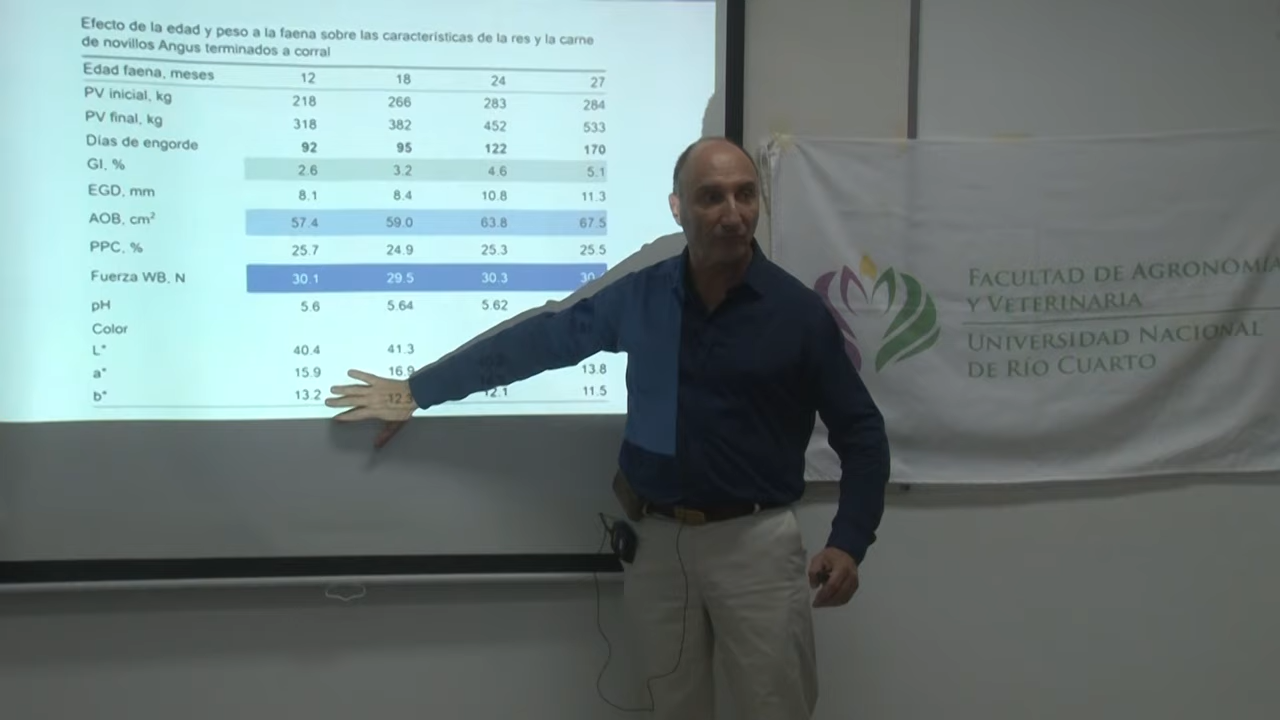 Efecto de la edad y peso a la faena sobre las características de la res y la carne
de novillos Angus terminados a corral
Edad faena, meses 12 18 24 27
PV inicial, kg 218 266 283 284
PV final, kg 318 382 452 533
Días de engorde 92 95 122 170
GI, % 2.6 3.2 4.6 5.1
EGD, mm 8.1 8.4 10.8 11.3
AOB, cm² 57.4 59.0 63.8 67.5
PPC, % 25.7 24.9 25.3 25.5
Fuerza WB, N 30.1 29.5 30.3
pH 5.6 5.64 5.62
Color
L* 40.4 41.3
a* 15.9 16.9 13.8
b* 13.2 12.1 11.5
FACULTAD DE AGRONOMÍA
Y VETERINARIA
UNIVERSIDAD NACIONAL
DE RÍO CUARTO